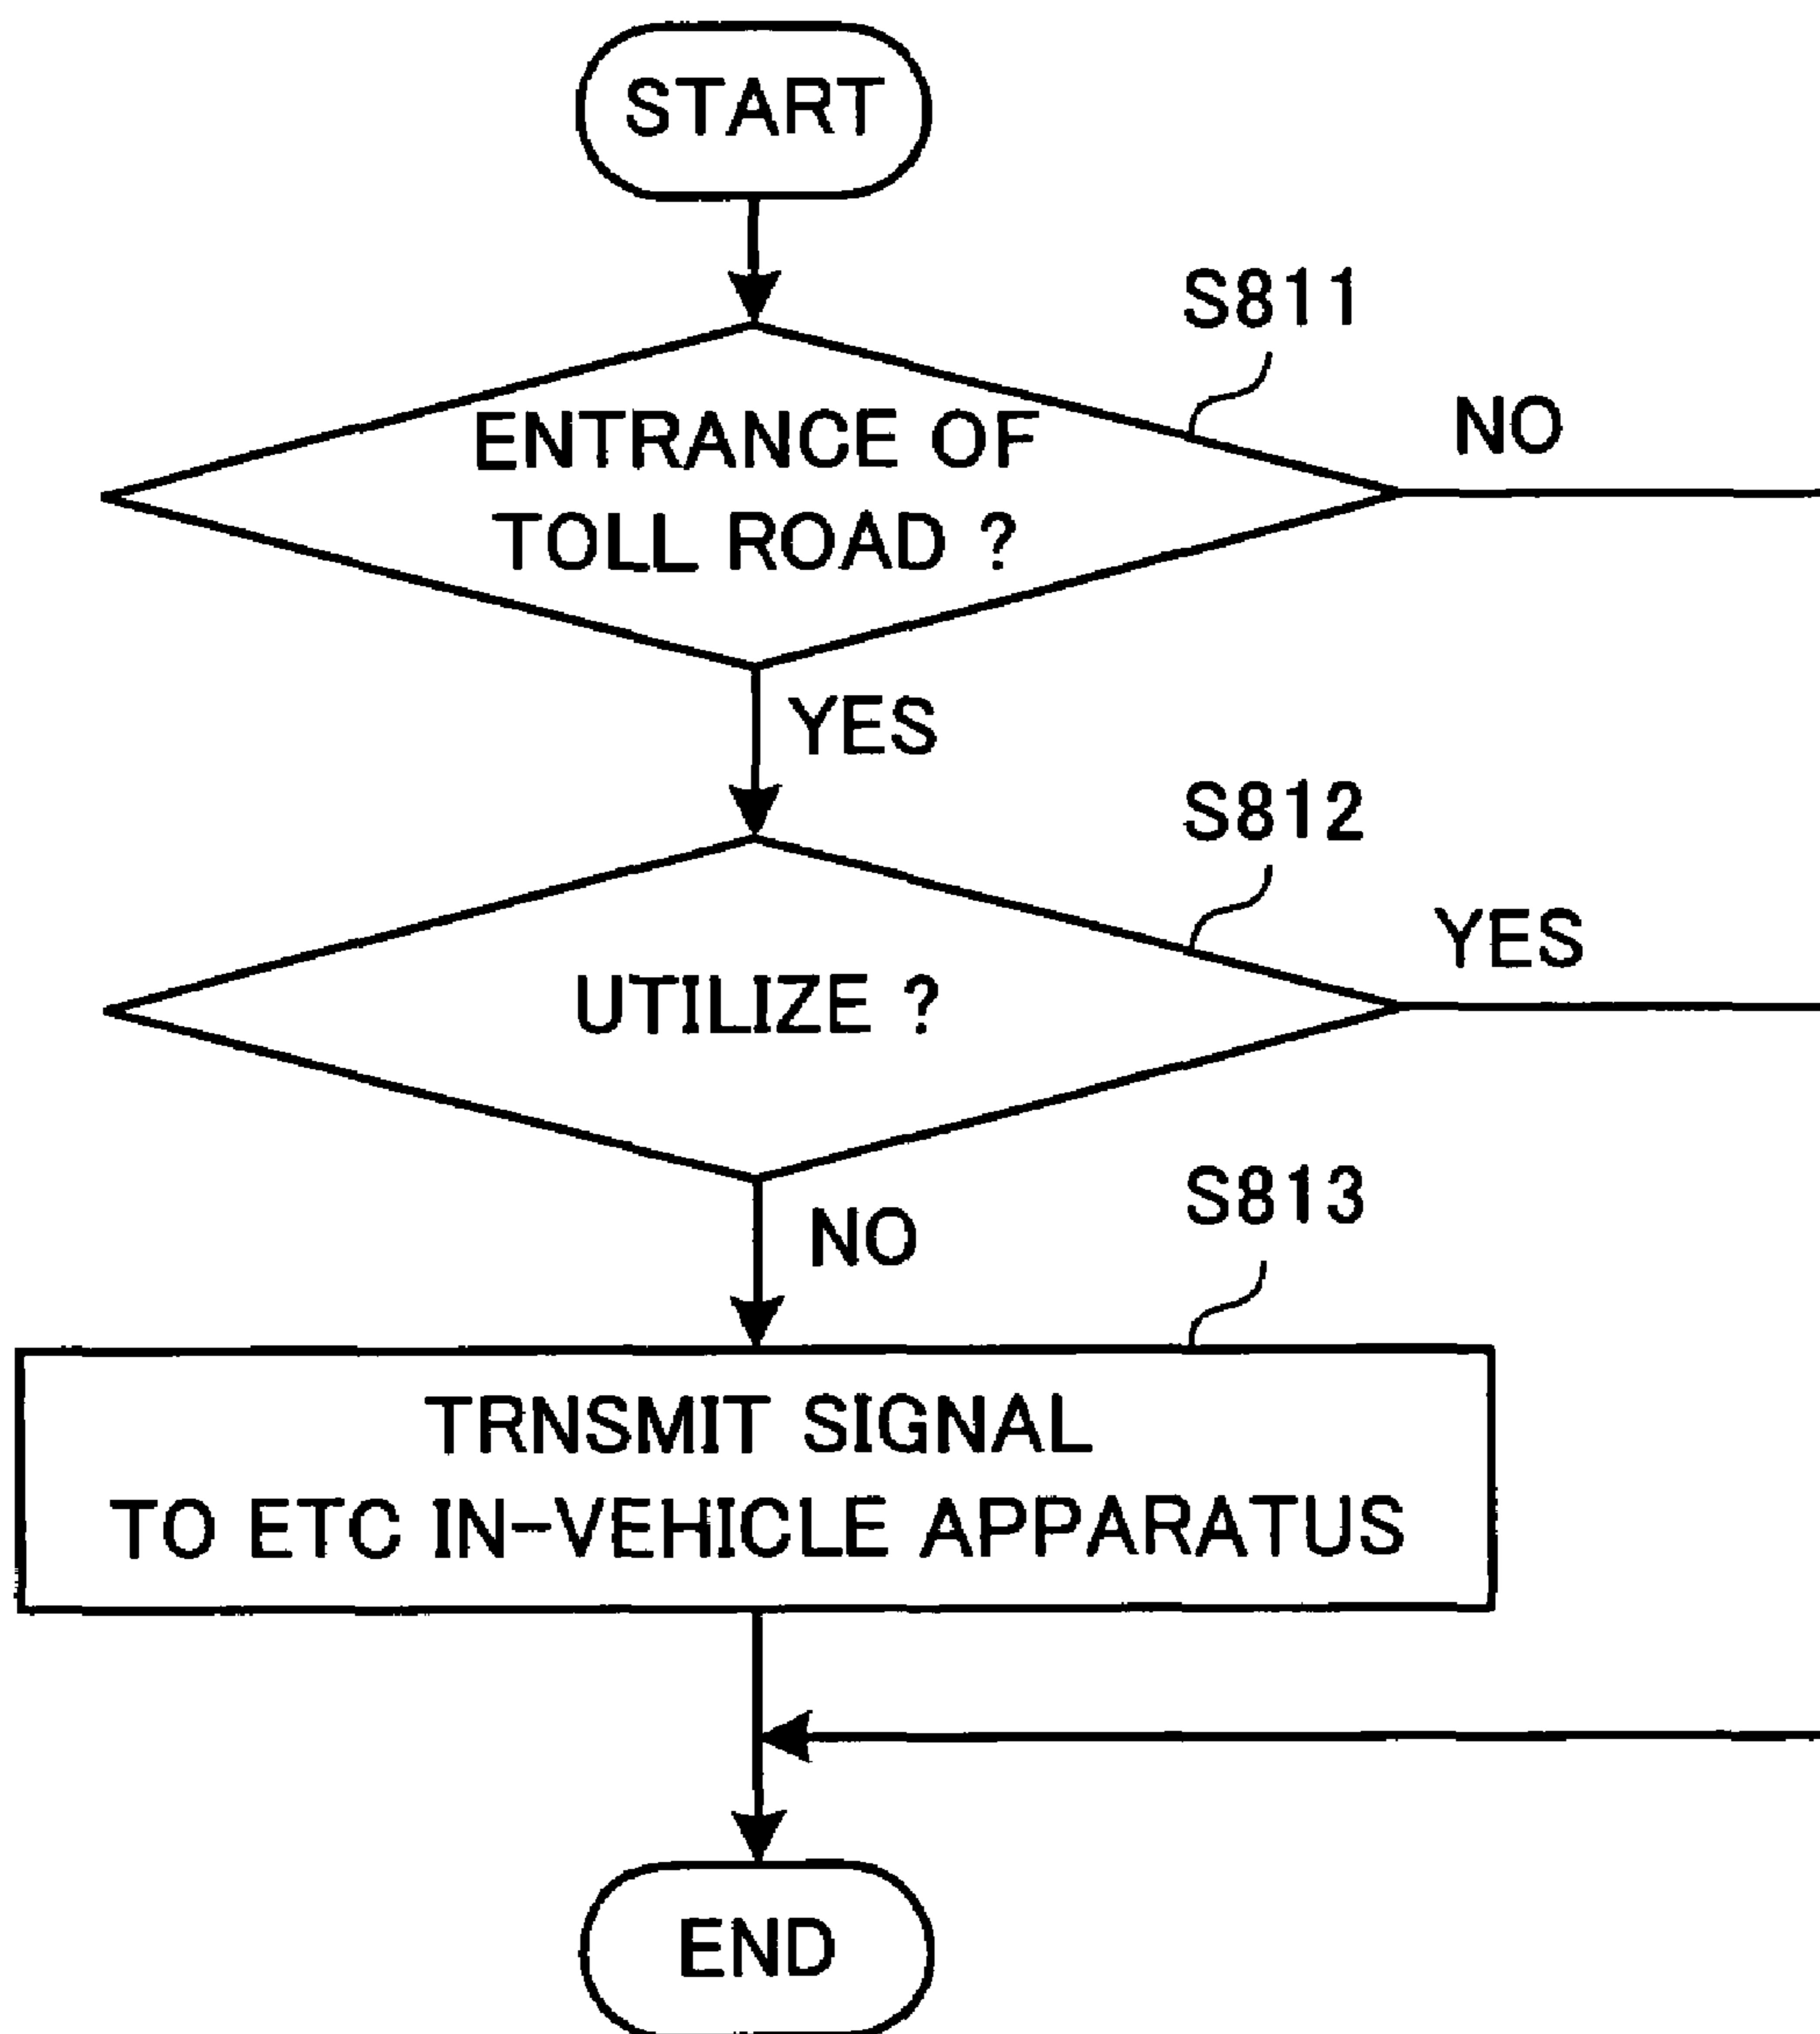 START
S811
ENTRANCE OF
TOLL ROAD ?
NO
YES
S812
UTILIZE ?
YES
NO
S813
TRNSMIT SIGNAL
TO ETC IN-VEHICLE APPARATUS
END